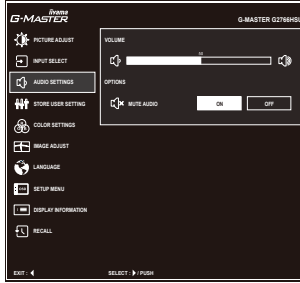 iiyama
G-MASTER
G-MASTER G2766HSU
PICTURE ADJUST
VOLUME
50
INPUT SELECT
AUDIO SETTINGS
OPTIONS
STORE USER SETTING
MUTE AUDIO
ON
OFF
COLOR SETTINGS
IMAGE ADJUST
LANGUAGE
OSD
SETUP MENU
DISPLAY INFORMATION
RECALL
EXIT :
SELECT : / PUSH